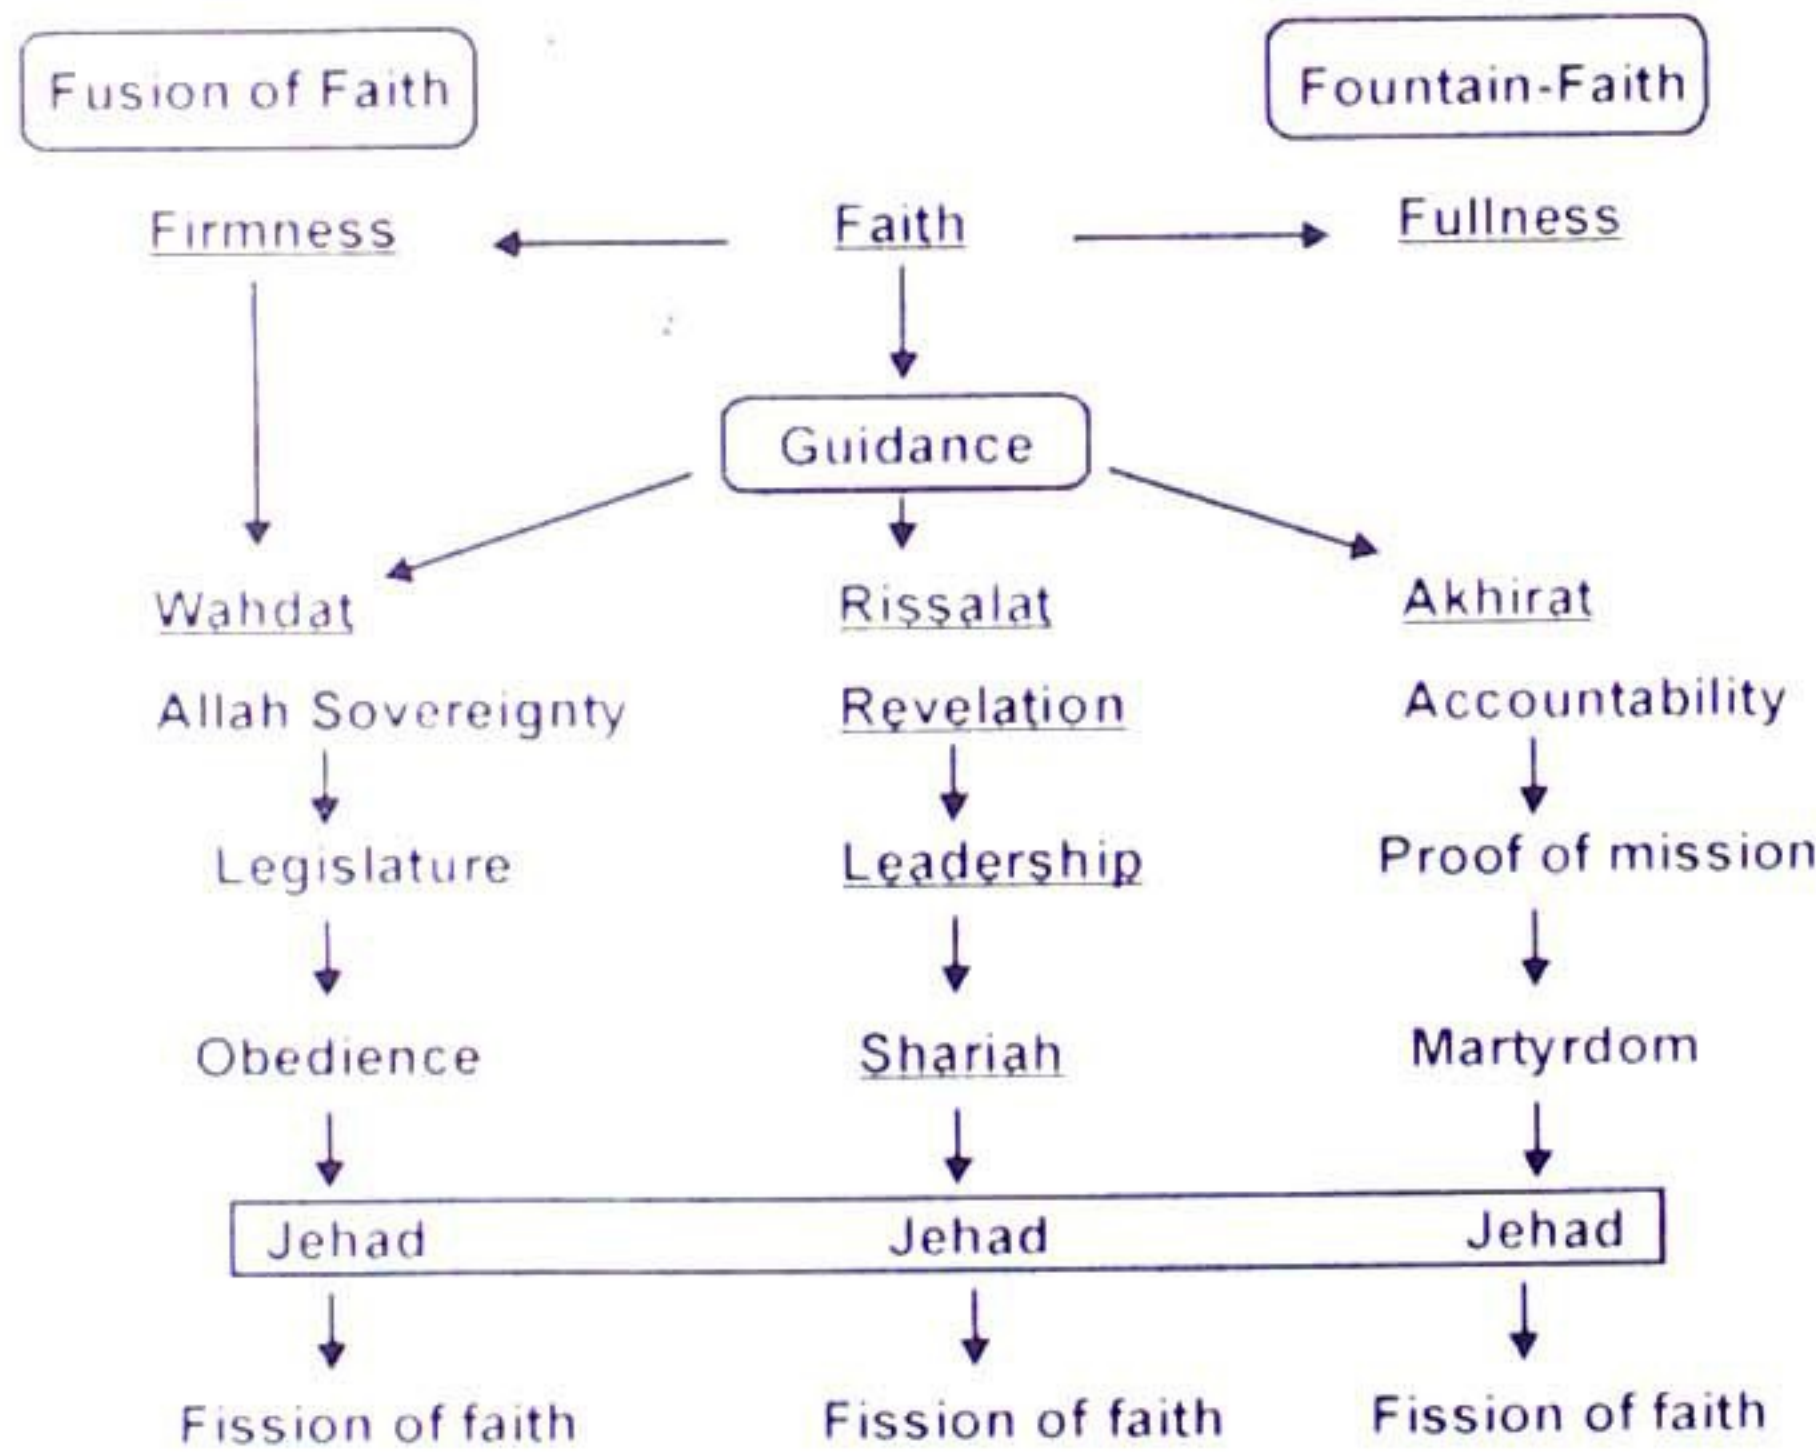 Fusion of Faith Fountain-Faith
Firmness Faith Fullness
Guidance
Wahdat Rissalat Akhirat
Allah Sovereignty Revelation Accountability
Legislature Leadership Proof of mission
Obedience Shariah Martyrdom
Jehad Jehad Jehad
Fission of faith Fission of faith Fission of faith